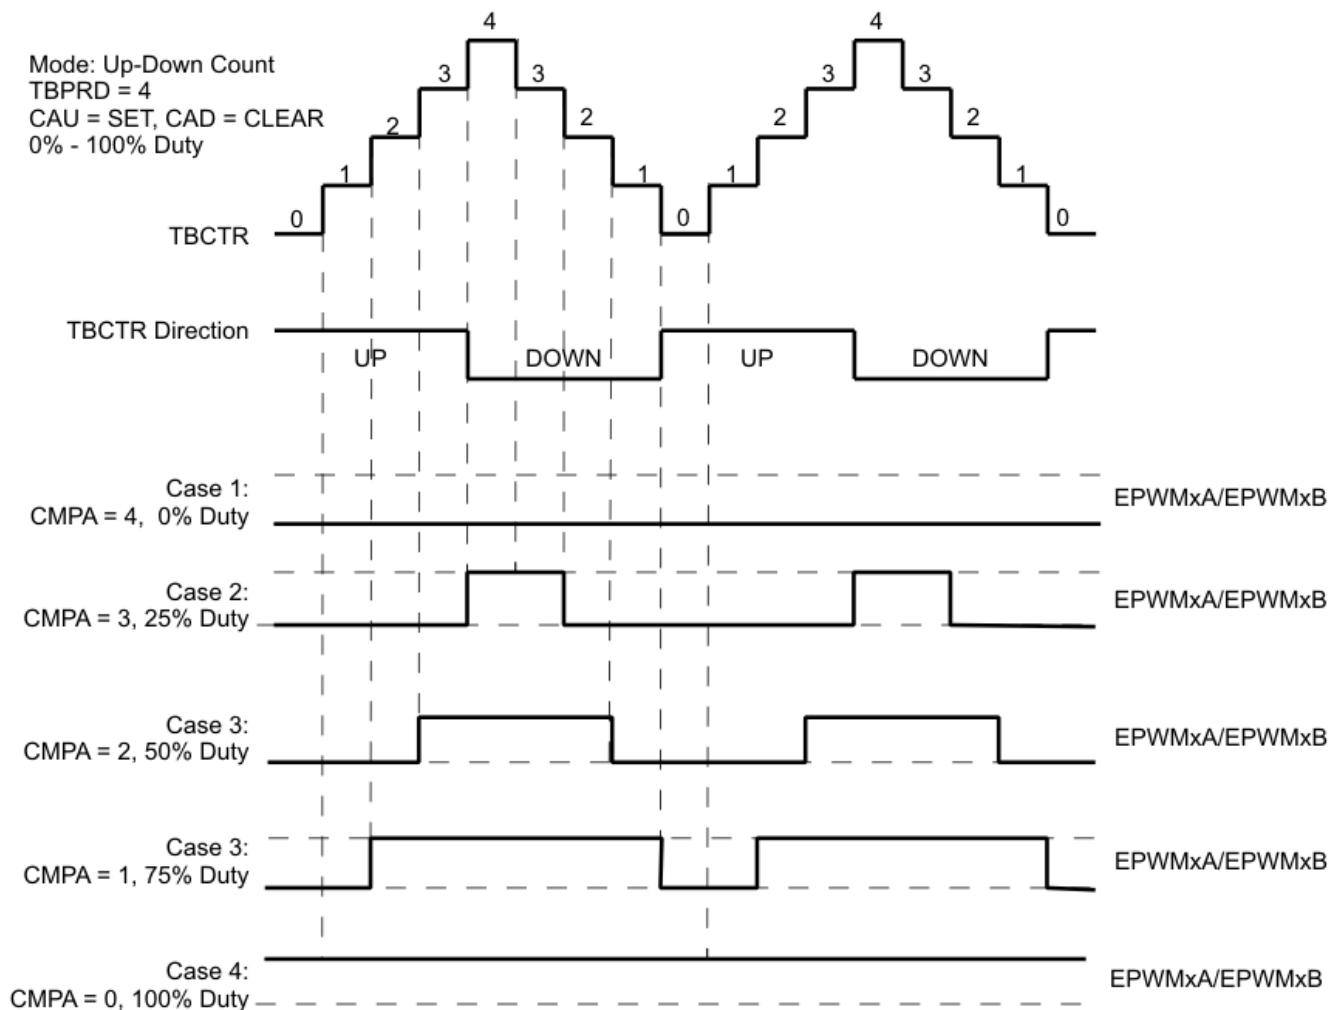 4
4
Mode: Up-Down Count
TBPRD = 4
CAU = SET, CAD = CLEAR
0% - 100% Duty
3
3
3
3
2
2
2
2
1
1
1
1
0
0
0
TBCTR
TBCTR Direction
UP
DOWN
UP
DOWN
Case 1:
CMPA = 4, 0% Duty
EPWMxA/EPWMxB
Case 2:
CMPA = 3, 25% Duty
EPWMxA/EPWMxB
Case 3:
CMPA = 2, 50% Duty
EPWMxA/EPWMxB
Case 3:
CMPA = 1, 75% Duty
EPWMxA/EPWMxB
Case 4:
CMPA = 0, 100% Duty
EPWMxA/EPWMxB